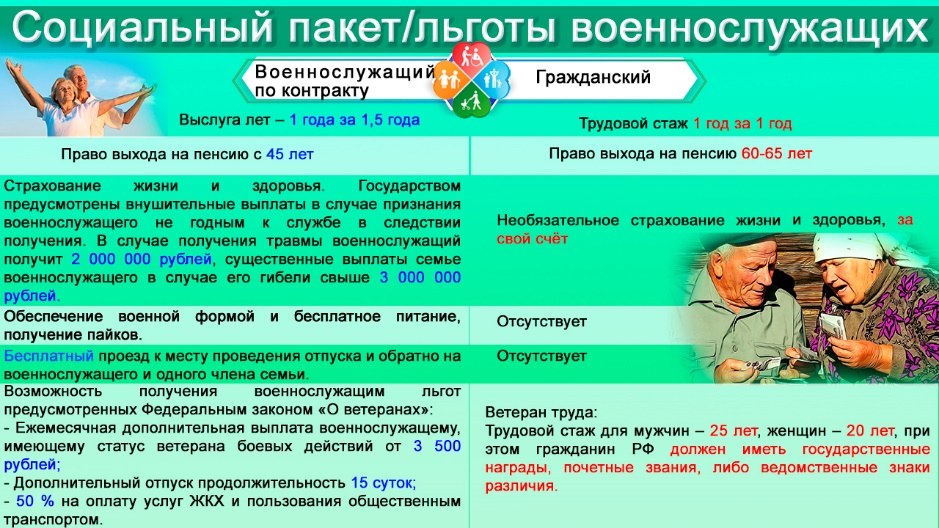 Социальный пакет/льготы военнослужащих
Военнослужащий
по контракту
Гражданский
Выслуга лет – 1 года за 1,5 года
Трудовой стаж 1 год за 1 год
Право выхода на пенсию с 45 лет
Право выхода на пенсию 60-65 лет
Страхование жизни и здоровья. Государством
предусмотрены внушительные выплаты в случае признания
военнослужащего не годным к службе в следствии
получения. В случае получения травмы военнослужащий
получит 2 000 000 рублей, существенные выплаты семье
военнослужащего в случае его гибели свыше 3 000 000
рублей.
Необязательное страхование жизни и здоровья, за
свой счёт
Обеспечение военной формой и бесплатное питание,
получение пайков.
Отсутствует
Бесплатный проезд к месту проведения отпуска и обратно на
военнослужащего и одного члена семьи.
Отсутствует
Возможность получения военнослужащим льгот
предусмотренных Федеральным законом «О ветеранах»:
- Ежемесячная дополнительная выплата военнослужащему,
имеющему статус ветерана боевых действий от 3 500
рублей;
- Дополнительный отпуск продолжительность 15 суток;
- 50 % на оплату услуг ЖКХ и пользования общественным
транспортом.
Ветеран труда:
Трудовой стаж для мужчин – 25 лет, женщин – 20 лет, при
этом гражданин РФ должен иметь государственные
награды, почетные звания, либо ведомственные знаки
различия.